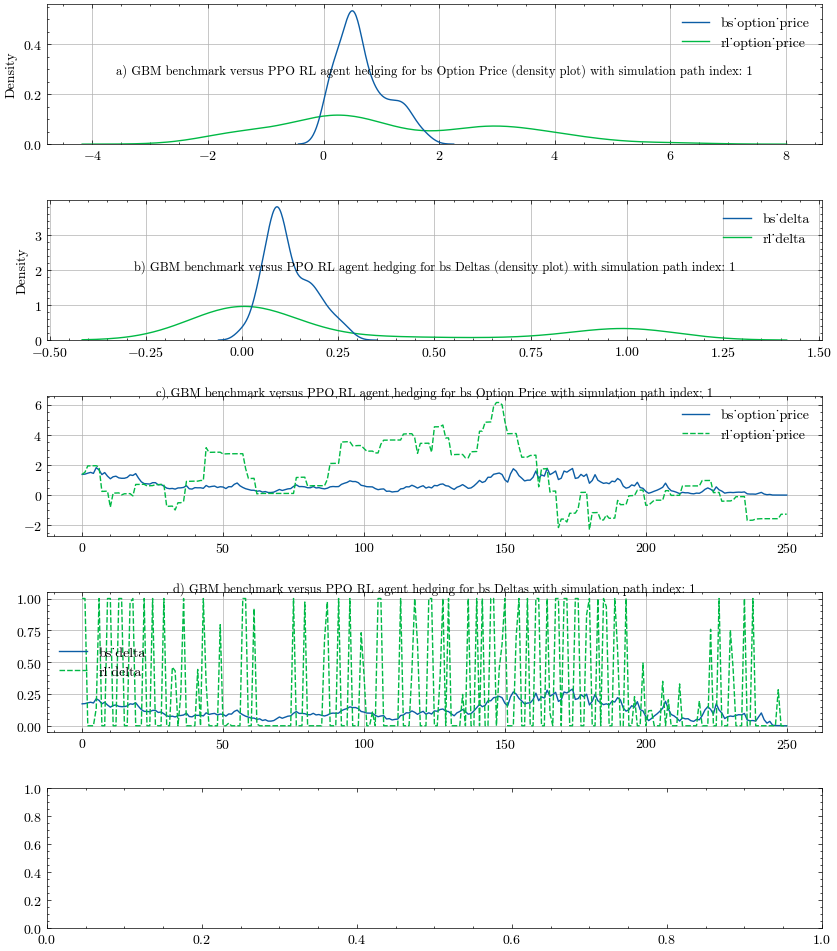 bs˙option˙price
rl˙option˙price
a) GBM benchmark versus PPO RL agent hedging for bs Option Price (density plot) with simulation path index: 1
Density
0.4
0.2
0.0
−4 −2 0 2 4 6 8
bs˙delta
rl˙delta
b) GBM benchmark versus PPO RL agent hedging for bs Deltas (density plot) with simulation path index: 1
Density
3
2
1
0
−0.50 −0.25 0.00 0.25 0.50 0.75 1.00 1.25 1.50
c) GBM benchmark versus PPO RL agent hedging for bs Option Price with simulation path index: 1
bs˙option˙price
rl˙option˙price
6
4
2
0
−2
0 50 100 150 200 250
d) GBM benchmark versus PPO RL agent hedging for bs Deltas with simulation path index: 1
bs˙delta
rl˙delta
1.00
0.75
0.50
0.25
0.00
0 50 100 150 200 250
1.0
0.8
0.6
0.4
0.2
0.0
0.0 0.2 0.4 0.6 0.8 1.0